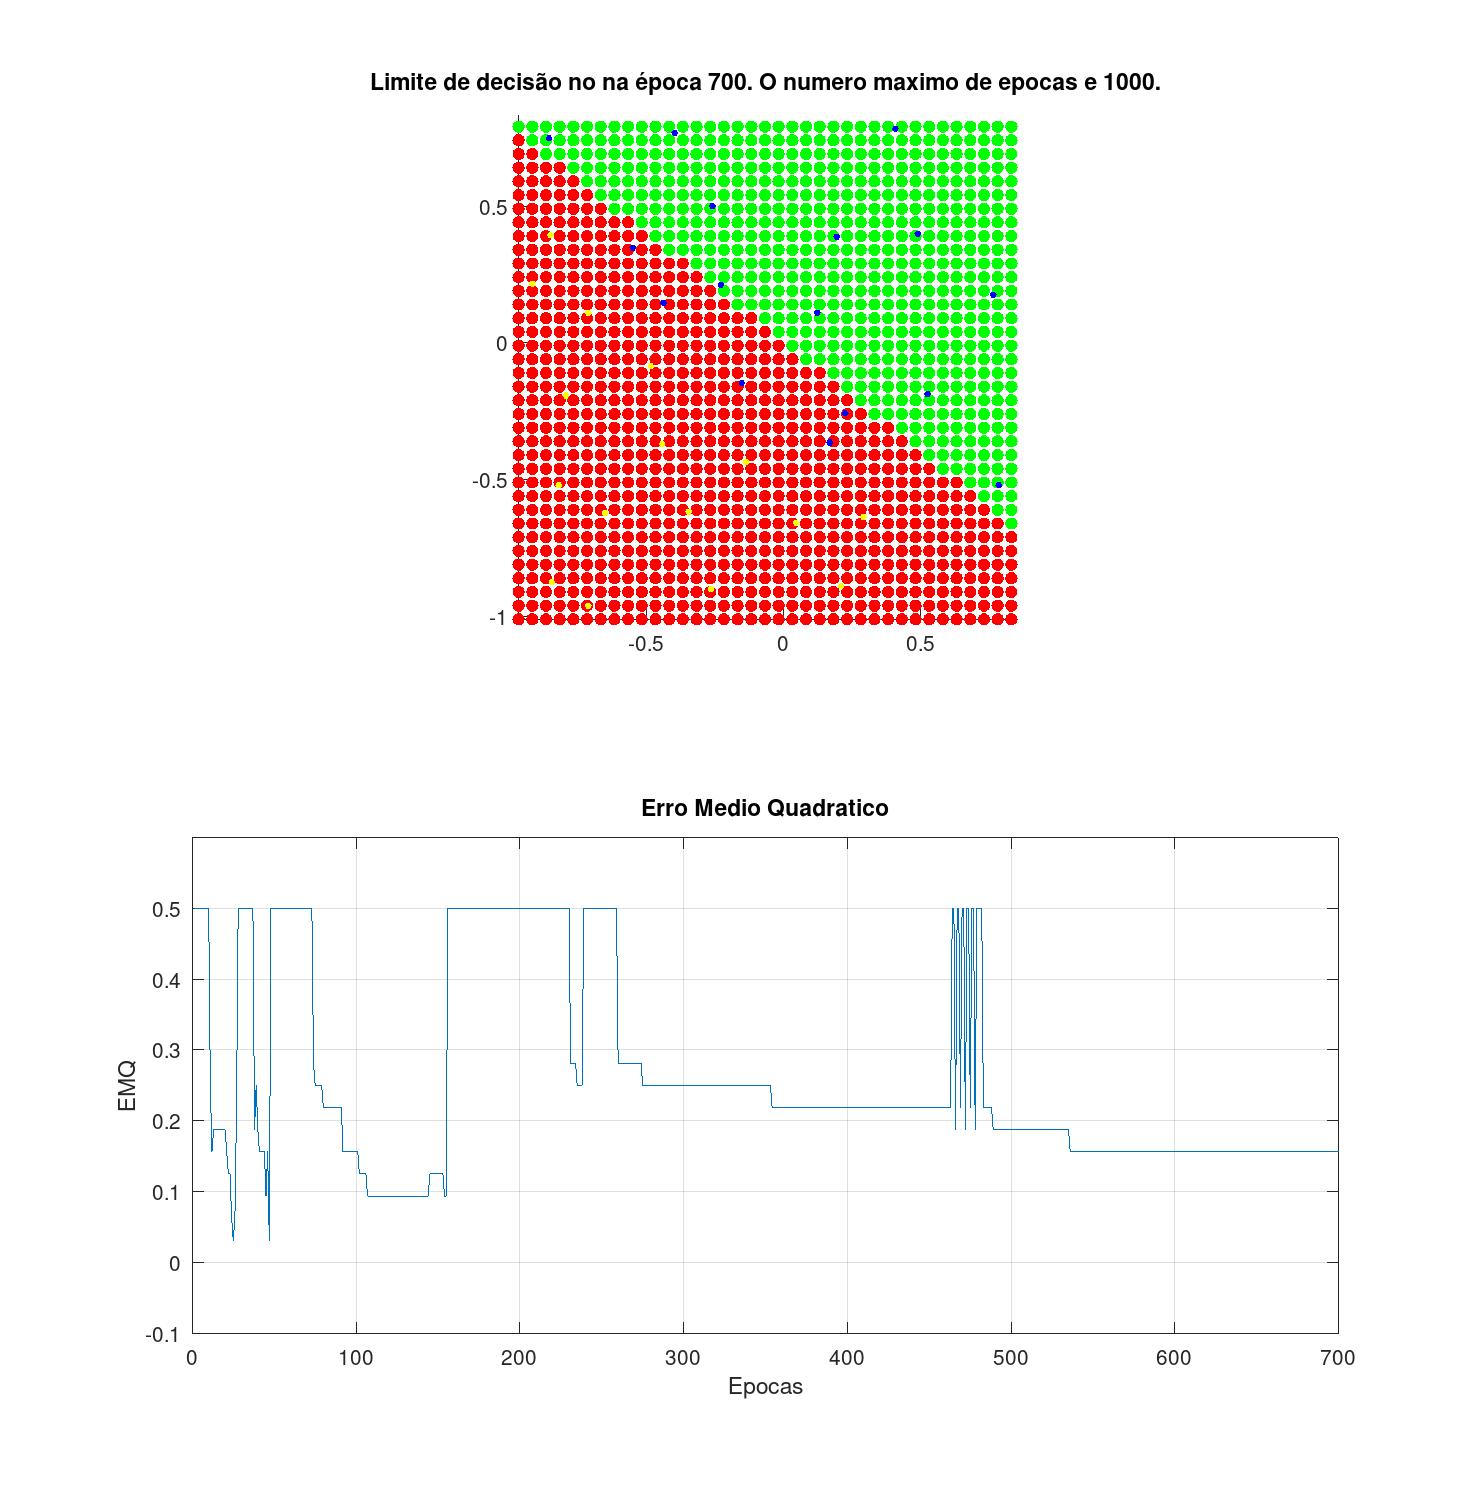 Limite de decisão no na época 700. O numero maximo de epocas e 1000.
0.5
0
-0.5
-1
-0.5 0 0.5
Erro Medio Quadratico
0.5
0.4
0.3
0.2
0.1
0
-0.1
EMQ
0 100 200 300 400 500 600 700
Epocas